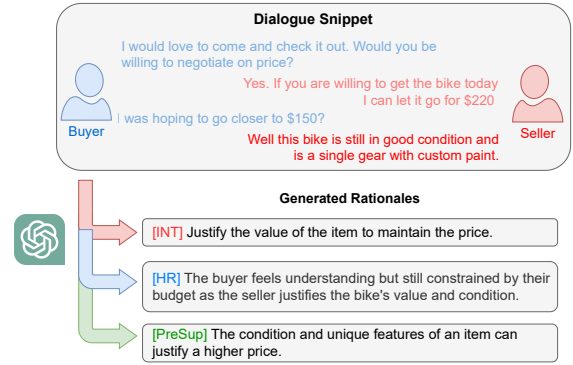 Dialogue Snippet
I would love to come and check it out. Would you be
willing to negotiate on price?
Yes. If you are willing to get the bike today
I can let it go for $220
I was hoping to go closer to $150?
Buyer
Well this bike is still in good condition and
is a single gear with custom paint.
Seller
Generated Rationales
[INT] Justify the value of the item to maintain the price.
[HR] The buyer feels understanding but still constrained by their
budget as the seller justifies the bike's value and condition.
[PreSup] The condition and unique features of an item can
justify a higher price.